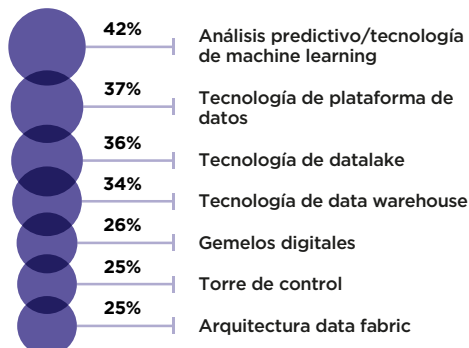 42%
Análisis predictivo/tecnología
de machine learning
37%
Tecnología de plataforma de
datos
36%
Tecnología de datalake
34%
Tecnología de data warehouse
26%
Gemelos digitales
25%
Torre de control
25%
Arquitectura data fabric